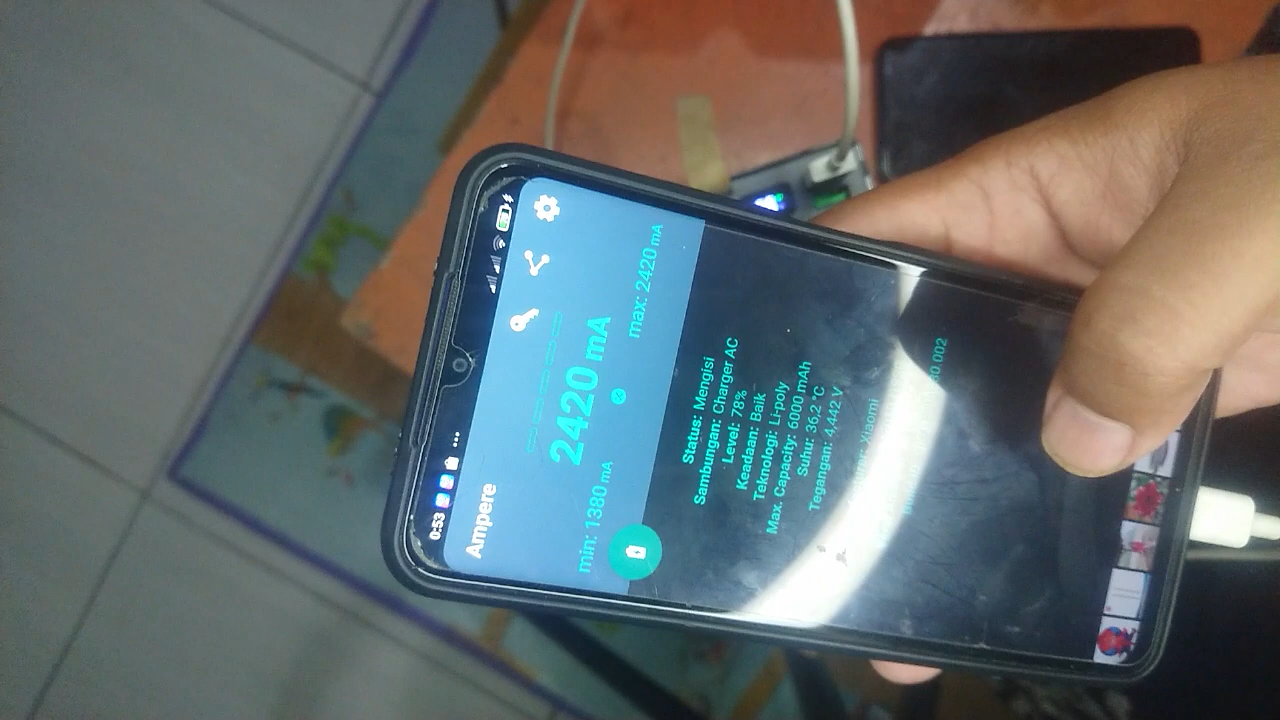 0:53 ...
Ampere
2420 mA
min: 1380 mA
max: 2420 mA
Status: Mengisi
Sambungan: Charger AC
Level: 78%
Keadaan: Baik
Teknologi: Li-poly
Max. Capacity: 6000 mAh
Suhu: 36,2 °C
Tegangan: 4,442 V
Xiaomi